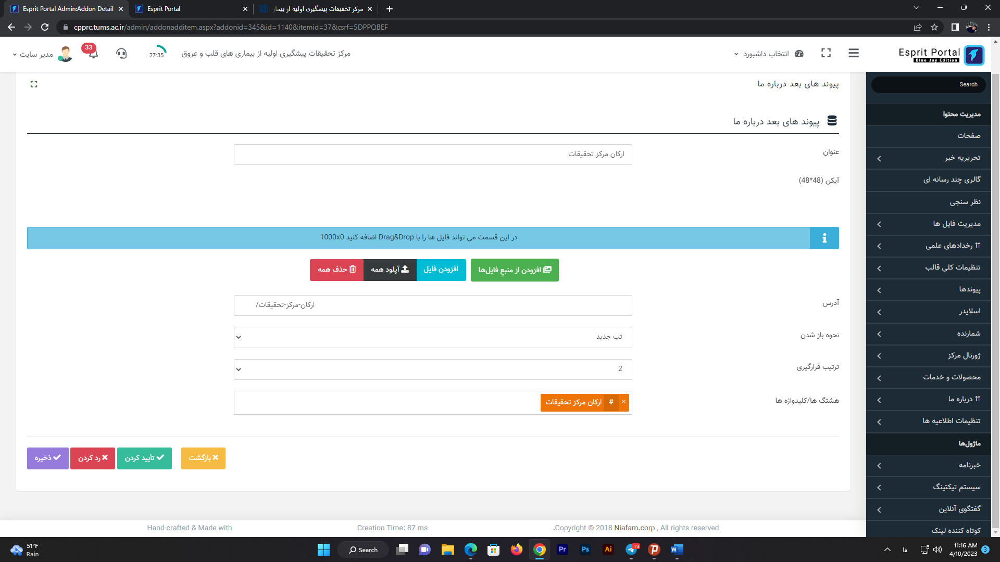 Esprit Portal Admin:Addon Detail
Esprit Portal
مرکز تحقیقات پیشگیری اولیه از بیمار
cpprc.tums.ac.ir/admin/addonadditem.aspx?addonid=345&id=1140&itemid=37&csrf=5DPPQBEF
Esprit Portal
Blue Jay Edition
انتخاب داشبورد
مرکز تحقیقات پیشگیری اولیه از بیماری های قلب و عروق
27:35
33
مدیر سایت
Search
مدیریت محتوا
صفحات
تحریریه خبر
گالری چند رسانه ای
نظر سنجی
مدیریت فایل ها
⇈ رخدادهای علمی
تنظیمات کلی قالب
پیوندها
اسلایدر
شمارنده
ژورنال مرکز
محصولات و خدمات
⇈ درباره ما
تنظیمات اطلاعیه ها
ماژول‌ها
خبرنامه
سیستم تیکتینگ
گفتگوی آنلاین
کوتاه کننده لینک
پیوند های بعد درباره ما
پیوند های بعد درباره ما
عنوان
ارکان مرکز تحقیقات
آیکن (48*48)
در این قسمت می تواند فایل ها را با Drag&Drop اضافه کنید 1000x0
افزودن از منبع فایل‌ها
افزودن فایل
آپلود همه
حذف همه
آدرس
/ارکان-مرکز-تحقیقات
نحوه باز شدن
تب جدید
ترتیب قرارگیری
2
هشتگ ها/کلیدواژه ها
× # ارکان مرکز تحقیقات
بازگشت
تأیید کردن
رد کردن
ذخیره
Hand-crafted & Made with
Creation Time: 87 ms
.Copyright © 2018 Niafam.corp , All rights reserved
51°F
Rain
Search
Pr
Ps
Ai
73
W
فا
11:16 AM
4/10/2023
3